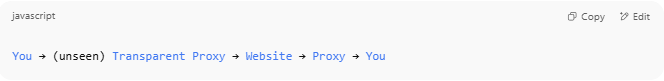 javascript
Copy
Edit
You → (unseen) Transparent Proxy → Website → Proxy → You